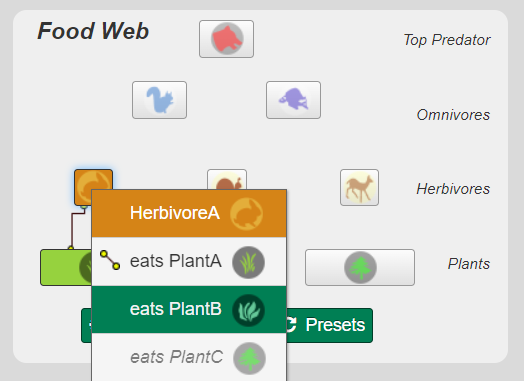 Food Web
Top Predator
Omnivores
Herbivores
HerbivoreA
eats PlantA
Plants
eats PlantB
Presets
eats PlantC